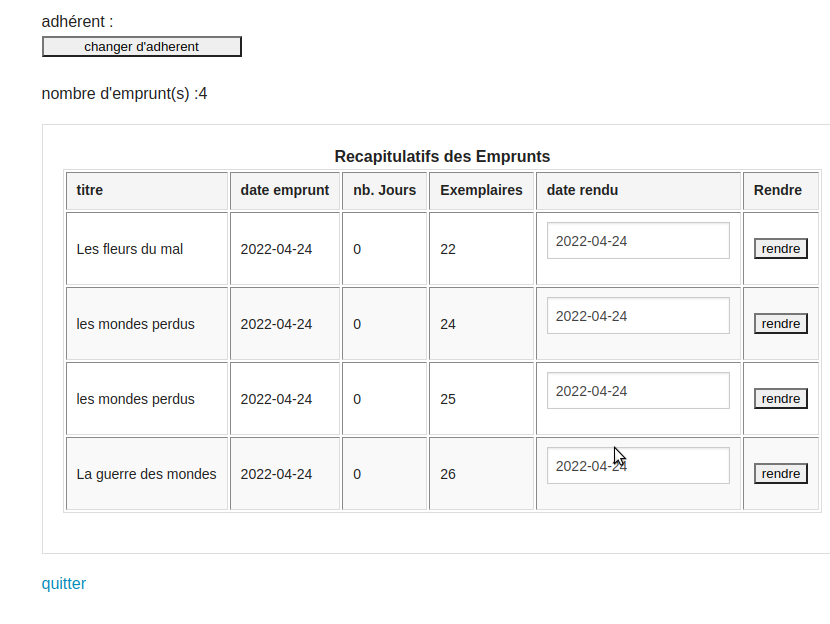 adhérent :
changer d'adherent
nombre d'emprunt(s) :4
Recapitulatifs des Emprunts
titre date emprunt nb. Jours Exemplaires date rendu Rendre
Les fleurs du mal 2022-04-24 0 22 2022-04-24 rendre
les mondes perdus 2022-04-24 0 24 2022-04-24 rendre
les mondes perdus 2022-04-24 0 25 2022-04-24 rendre
La guerre des mondes 2022-04-24 0 26 2022-04-24 rendre
quitter